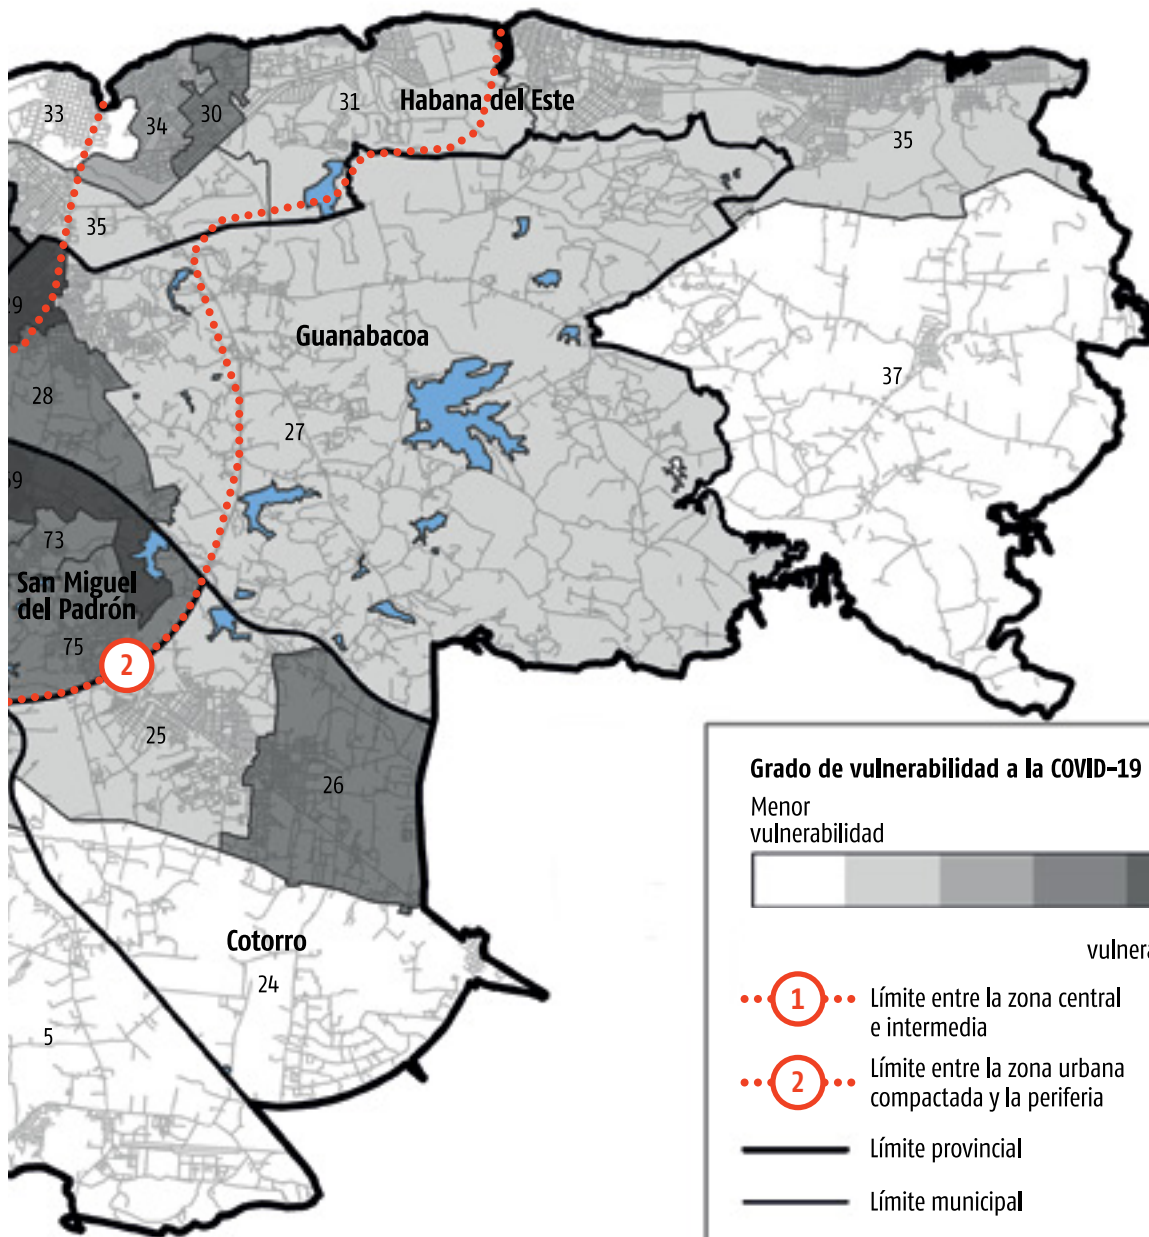 33
34
30
31
Habana del Este
35
35
29
Guanabacoa
28
27
37
73
San Miguel
del Padrón
75
2
25
26
Cotorro
24
5
Grado de vulnerabilidad a la COVID-19
Menor
vulnerabilidad
1
Límite entre la zona central
e intermedia
2
Límite entre la zona urbana
compactada y la periferia
Límite provincial
Límite municipal